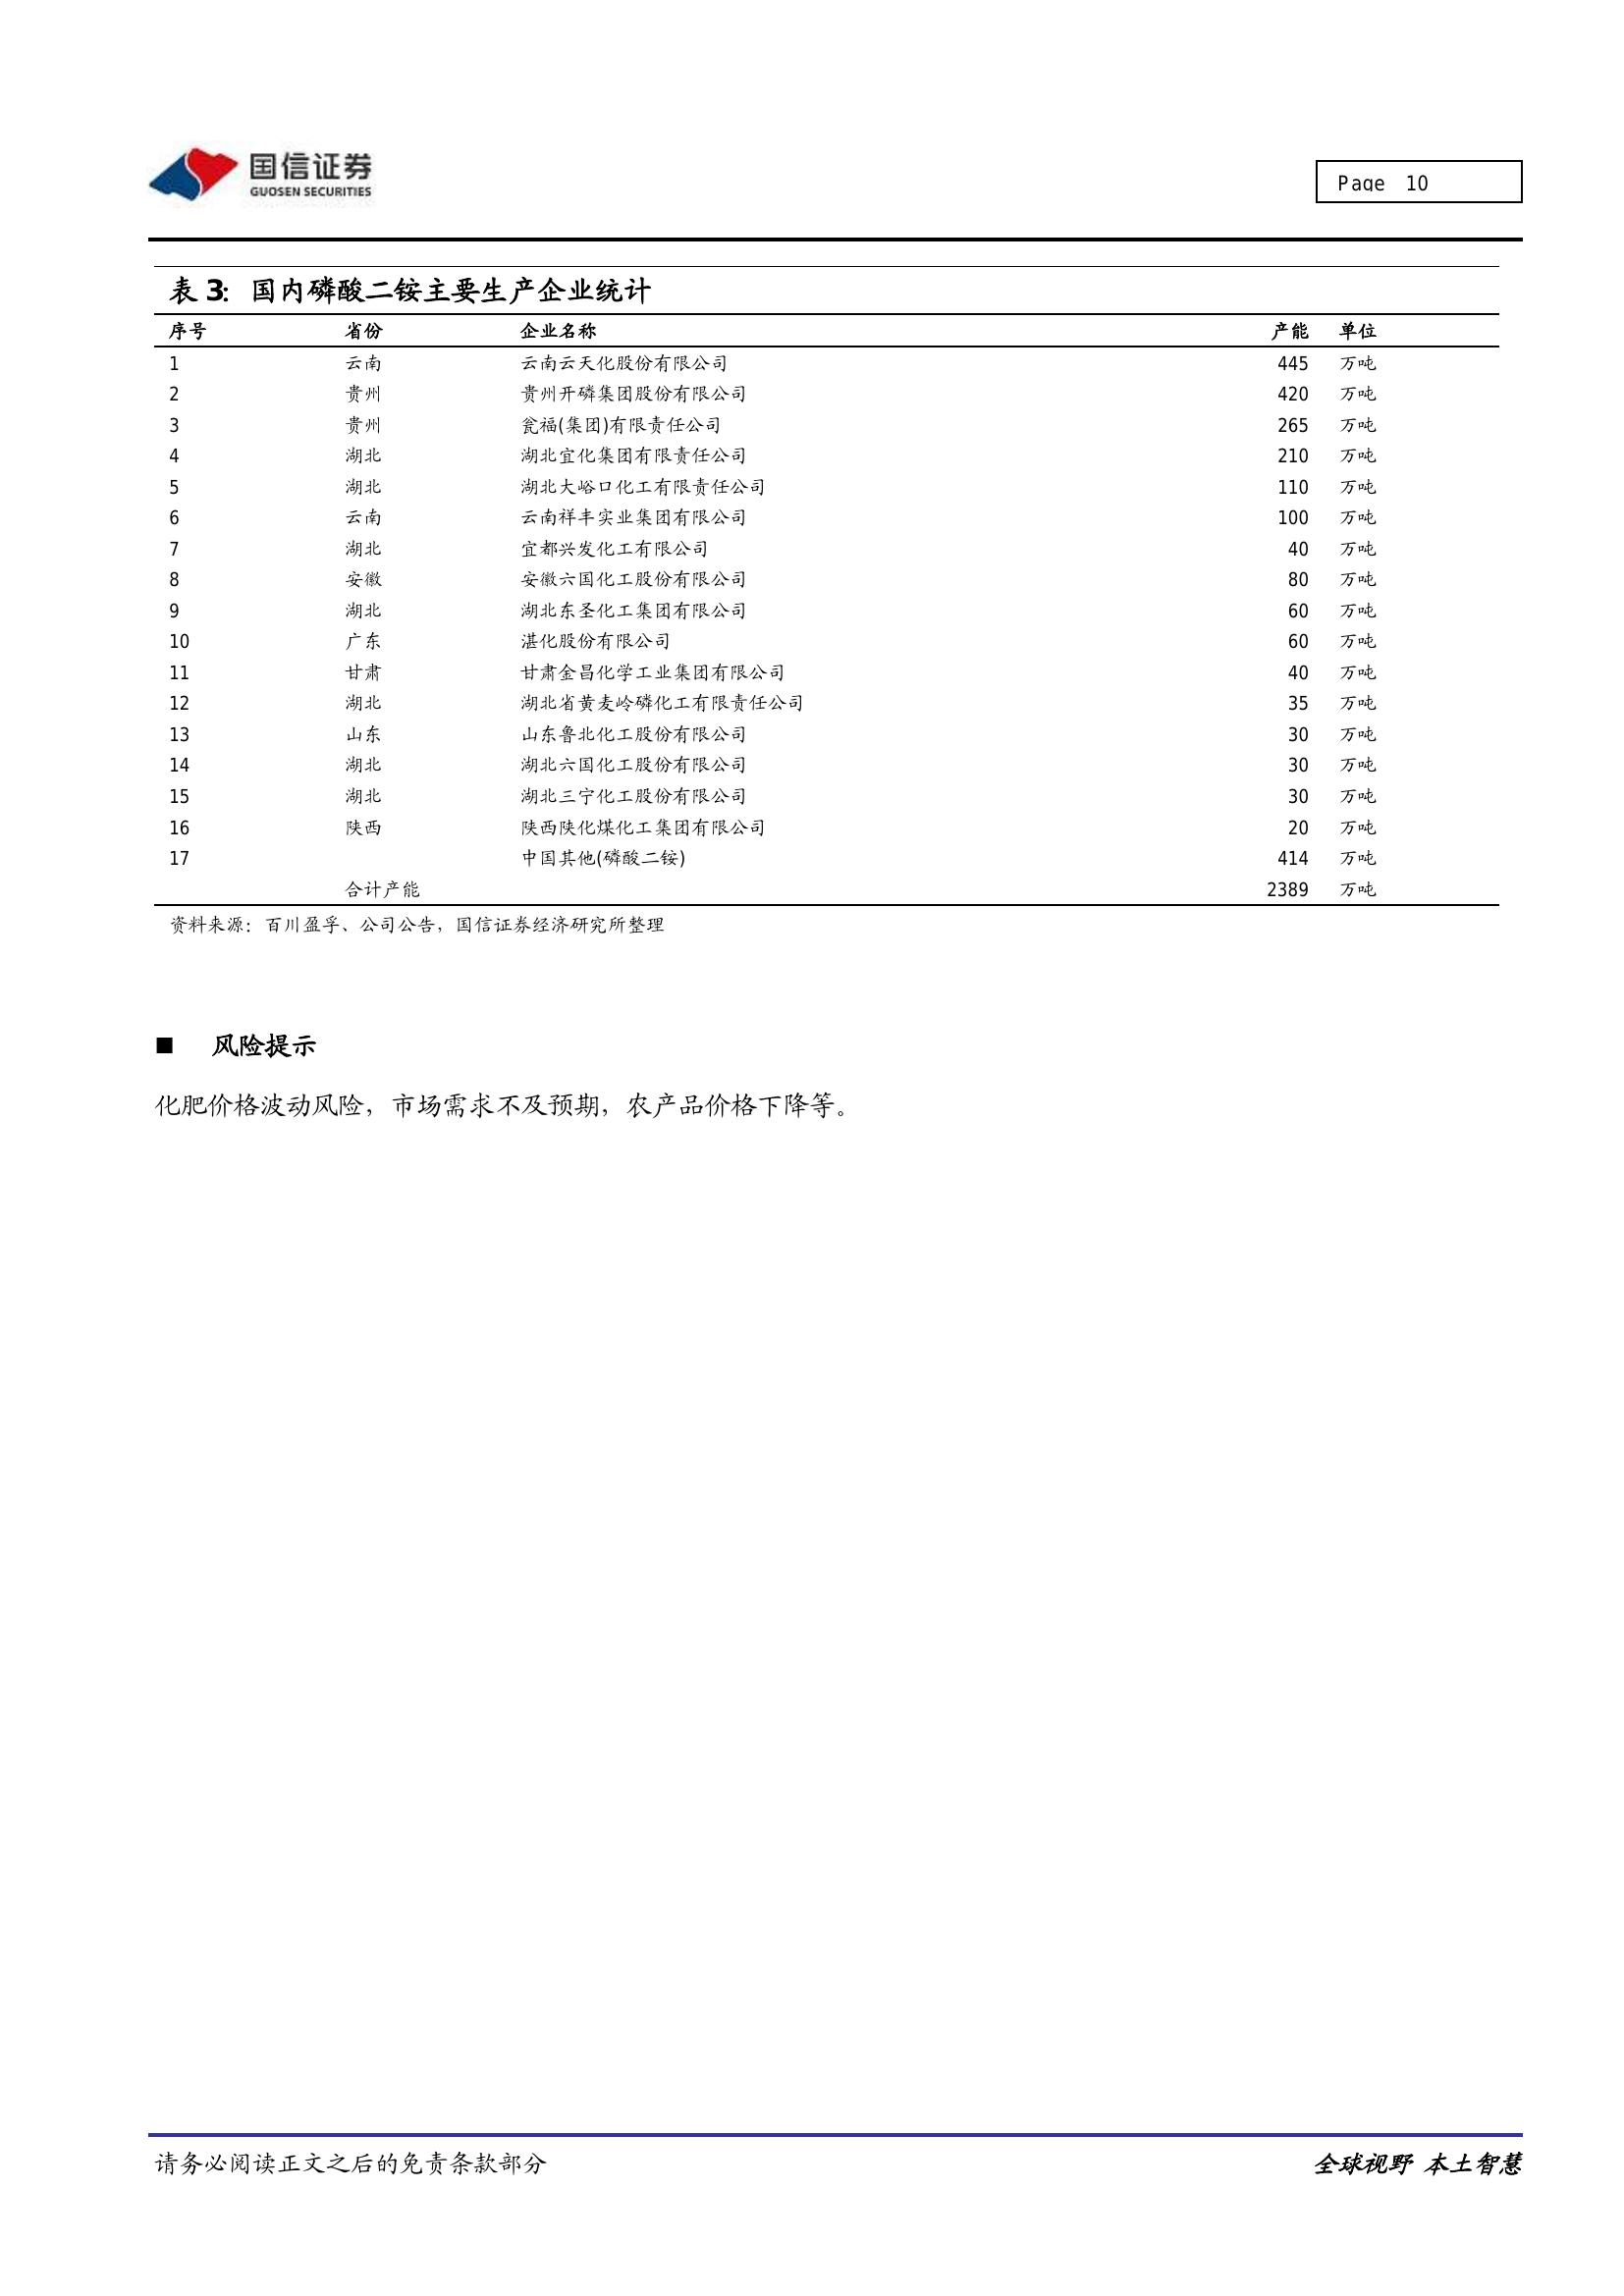 国信证券
GUOSEN SECURITIES
Page 10
表 3: 国内磷酸二铵主要生产企业统计
序号 省份 企业名称 产能 单位
1 云南 云南云天化股份有限公司 445 万吨
2 贵州 贵州开磷集团股份有限公司 420 万吨
3 贵州 瓮福(集团)有限责任公司 265 万吨
4 湖北 湖北宜化集团有限责任公司 210 万吨
5 湖北 湖北大峪口化工有限责任公司 110 万吨
6 云南 云南祥丰实业集团有限公司 100 万吨
7 湖北 宜都兴发化工有限公司 40 万吨
8 安徽 安徽六国化工股份有限公司 80 万吨
9 湖北 湖北东圣化工集团有限公司 60 万吨
10 广东 湛化股份有限公司 60 万吨
11 甘肃 甘肃金昌化学工业集团有限公司 40 万吨
12 湖北 湖北省黄麦岭磷化工有限责任公司 35 万吨
13 山东 山东鲁北化工股份有限公司 30 万吨
14 湖北 湖北六国化工股份有限公司 30 万吨
15 湖北 湖北三宁化工股份有限公司 30 万吨
16 陕西 陕西陕化煤化工集团有限公司 20 万吨
17 中国其他(磷酸二铵) 414 万吨
合计产能 2389 万吨
资料来源：百川盈孚、公司公告，国信证券经济研究所整理
■ 风险提示
化肥价格波动风险，市场需求不及预期，农产品价格下降等。
请务必阅读正文之后的免责条款部分 全球视野 本土智慧